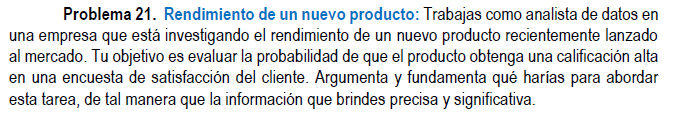 Problema 21. Rendimiento de un nuevo producto: Trabajas como analista de datos en
una empresa que está investigando el rendimiento de un nuevo producto recientemente lanzado
al mercado. Tu objetivo es evaluar la probabilidad de que el producto obtenga una calificación alta
en una encuesta de satisfacción del cliente. Argumenta y fundamenta qué harías para abordar
esta tarea, de tal manera que la información que brindes precisa y significativa.